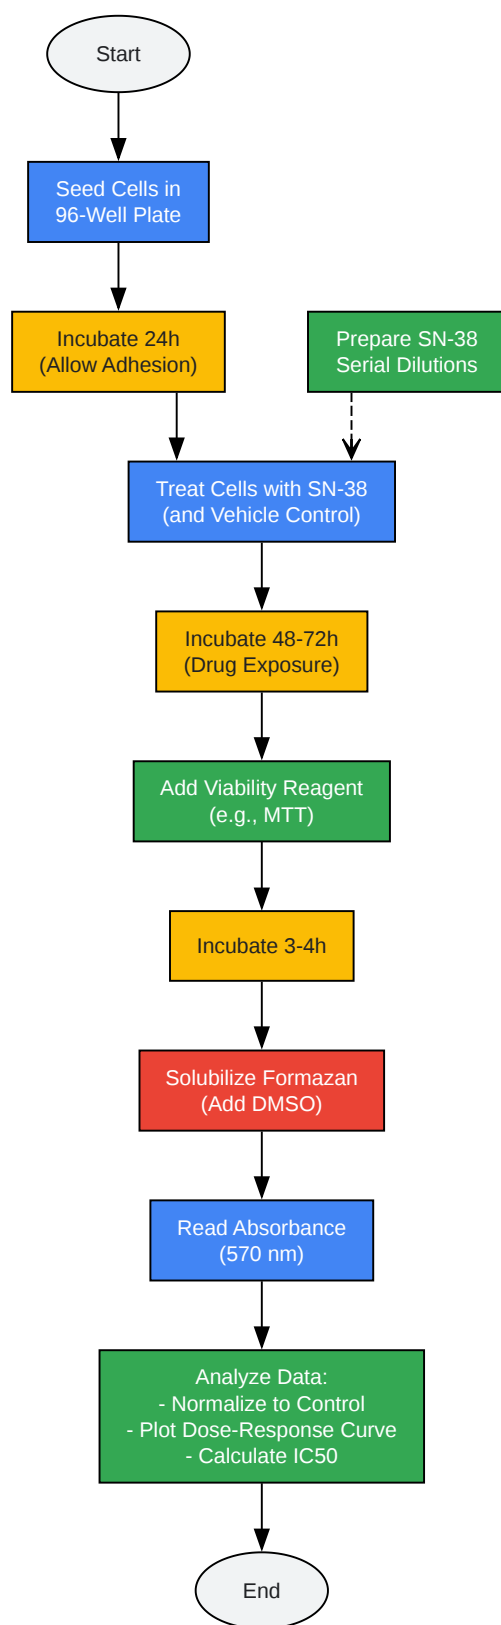 Start
Seed Cells in
96-Well Plate
Incubate 24h
(Allow Adhesion)
Prepare SN-38
Serial Dilutions
Treat Cells with SN-38
(and Vehicle Control)
Incubate 48-72h
(Drug Exposure)
Add Viability Reagent
(e.g., MTT)
Incubate 3-4h
Solubilize Formazan
(Add DMSO)
Read Absorbance
(570 nm)
Analyze Data:
- Normalize to Control
- Plot Dose-Response Curve
- Calculate IC50
End